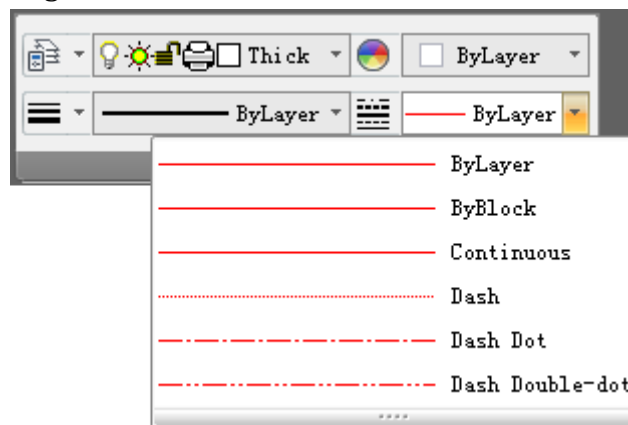 Thick ByLayer
ByLayer ByLayer
ByLayer
ByBlock
Continuous
Dash
Dash Dot
Dash Double-dot